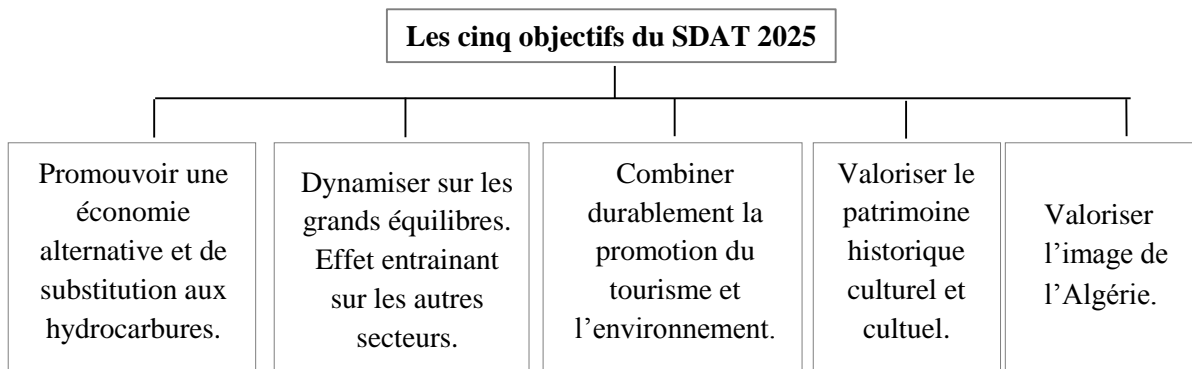 Les cinq objectifs du SDAT 2025
Promouvoir une
économie
alternative et de
substitution aux
hydrocarbures.
Dynamiser sur les
grands équilibres.
Effet entrainant
sur les autres
secteurs.
Combiner
durablement la
promotion du
tourisme et
l’environnement.
Valoriser le
patrimoine
historique
culturel et
cultuel.
Valoriser
l’image de
l’Algérie.